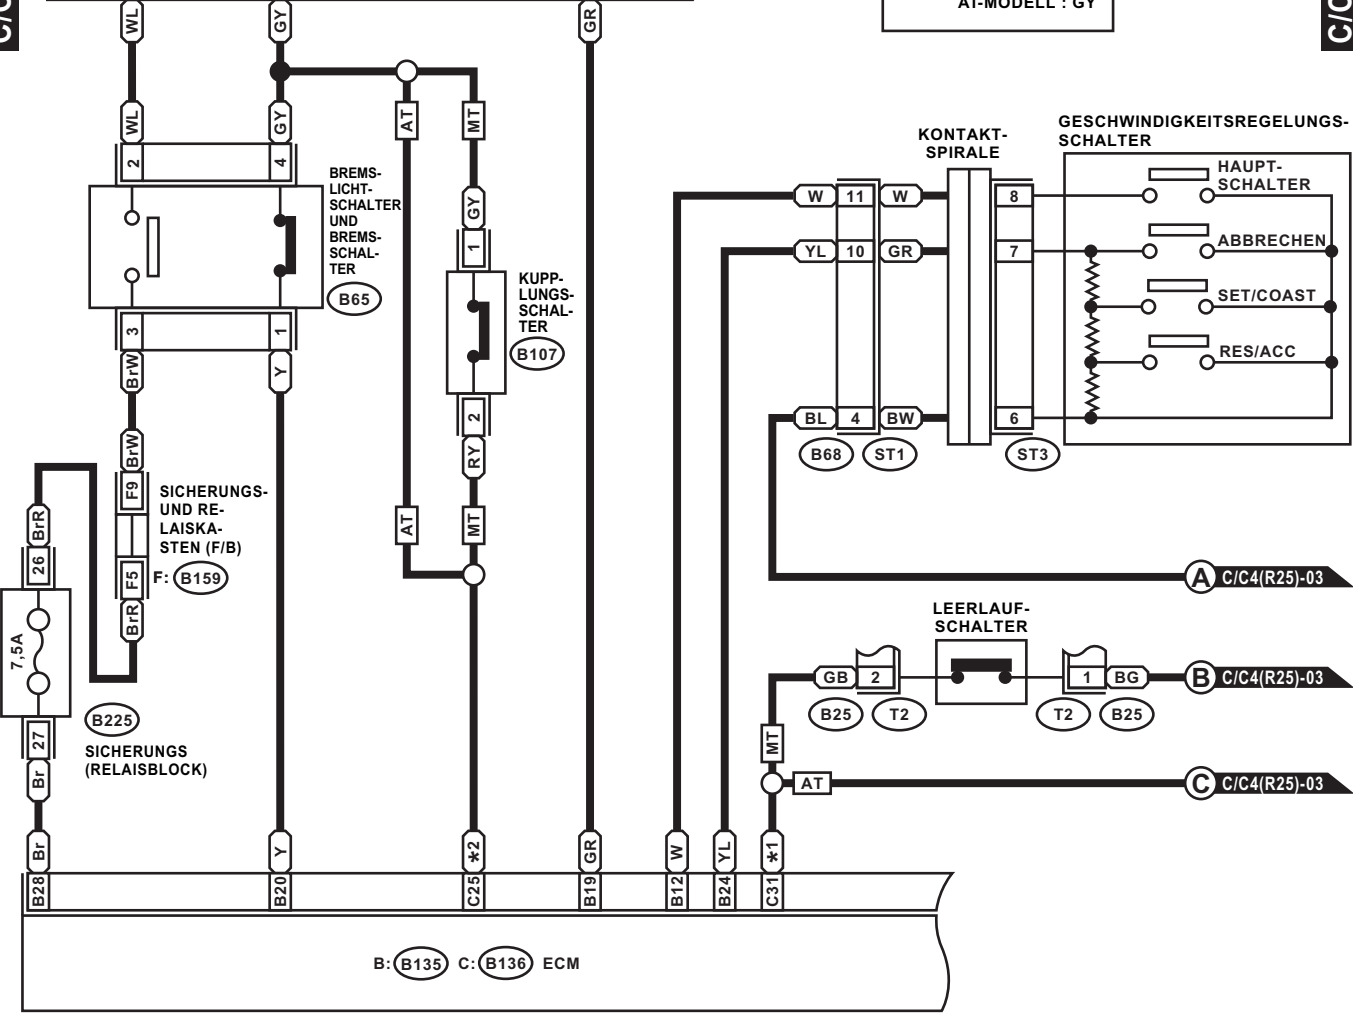 C/C
AT-MODELL : GY
C/C
WL
GY
GR
WL
GY
AT
MT
2
4
BREMS-
LICHT-
SCHALTER
UND
BREMS-
SCHAL-
TER
B65
3
1
BrW
Y
GY
1
KUPP-
LUNGS-
SCHAL-
TER
B107
2
RY
AT
MT
BrW
F9
SICHERUNGS-
UND RE-
LAISKA-
STEN (F/B)
F5
F: B159
BrR
BrR
26
7,5A
27
Br
B225
SICHERUNGS
(RELAISBLOCK)
KONTAKT-
SPIRALE
GESCHWINDIGKEITSREGELUNGS-
SCHALTER
W 11 W 8
HAUPT-
SCHALTER
YL 10 GR 7
ABBRECHEN
SET/COAST
RES/ACC
BL 4 BW 6
B68 ST1 ST3
A C/C4(R25)-03
LEERLAUF-
SCHALTER
GB 2 1 BG B C/C4(R25)-03
B25 T2 T2 B25
MT
AT C C/C4(R25)-03
Br Y *2 GR W YL *1
B28 B20 C25 B19 B12 B24 C31
B: B135 C: B136 ECM